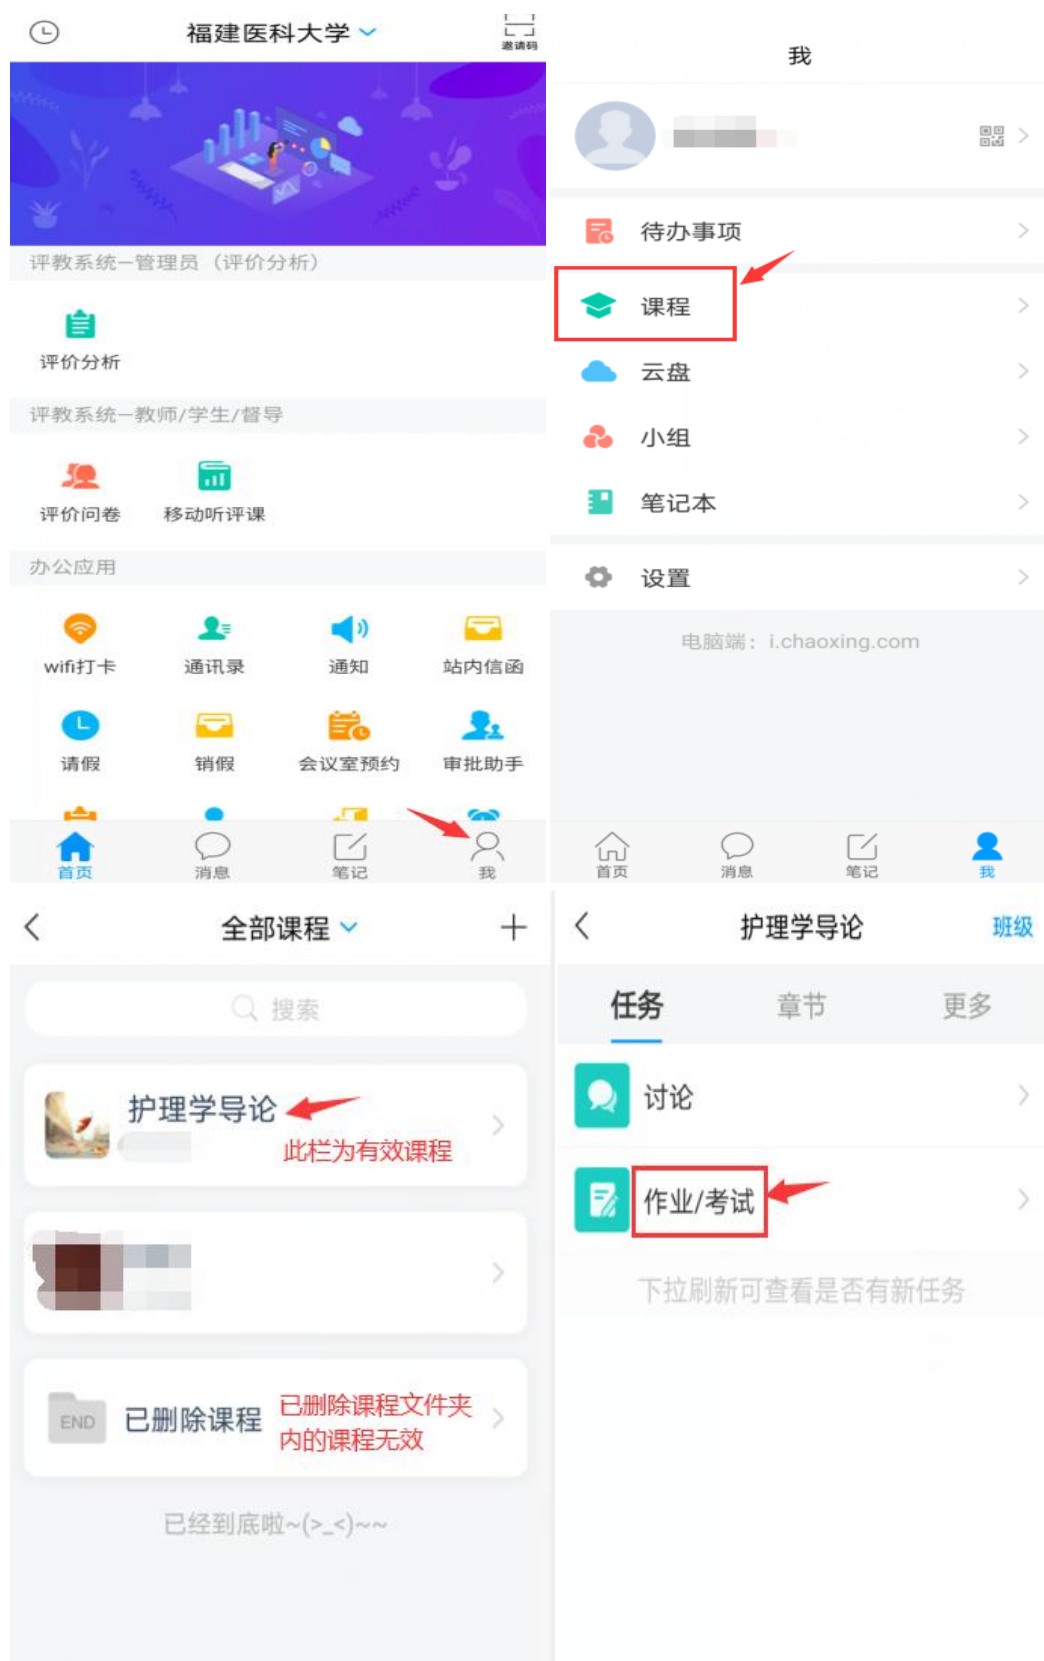 福建医科大学
邀请码
评教系统—管理员（评价分析）
评价分析
评教系统—教师/学生/督导
评价问卷
移动听评课
办公应用
wifi打卡
通讯录
通知
站内信函
请假
销假
会议室预约
审批助手
首页
消息
笔记
我
我
待办事项
课程
云盘
小组
笔记本
设置
电脑端：i.chaoxing.com
首页
消息
笔记
我
全部课程
搜索
护理学导论
此栏为有效课程
END
已删除课程
已删除课程文件夹
内的课程无效
已经到底啦~(>_<)~~
护理学导论
班级
任务
章节
更多
讨论
作业/考试
下拉刷新可查看是否有新任务